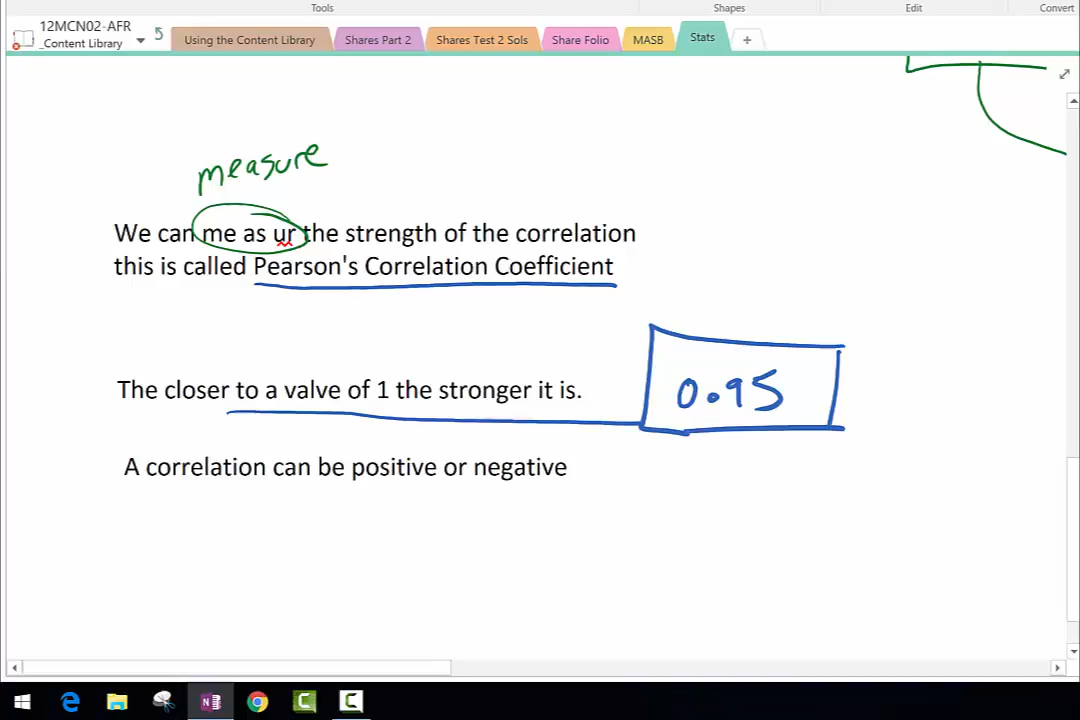 Tools Shapes Edit Convert
12MCN02-AFR
_Content Library
Using the Content Library Shares Part 2 Shares Test 2 Sols Share Folio MASB Stats +
measure
We can me as ur the strength of the correlation
this is called Pearson's Correlation Coefficient
The closer to a valve of 1 the stronger it is.
0.95
A correlation can be positive or negative